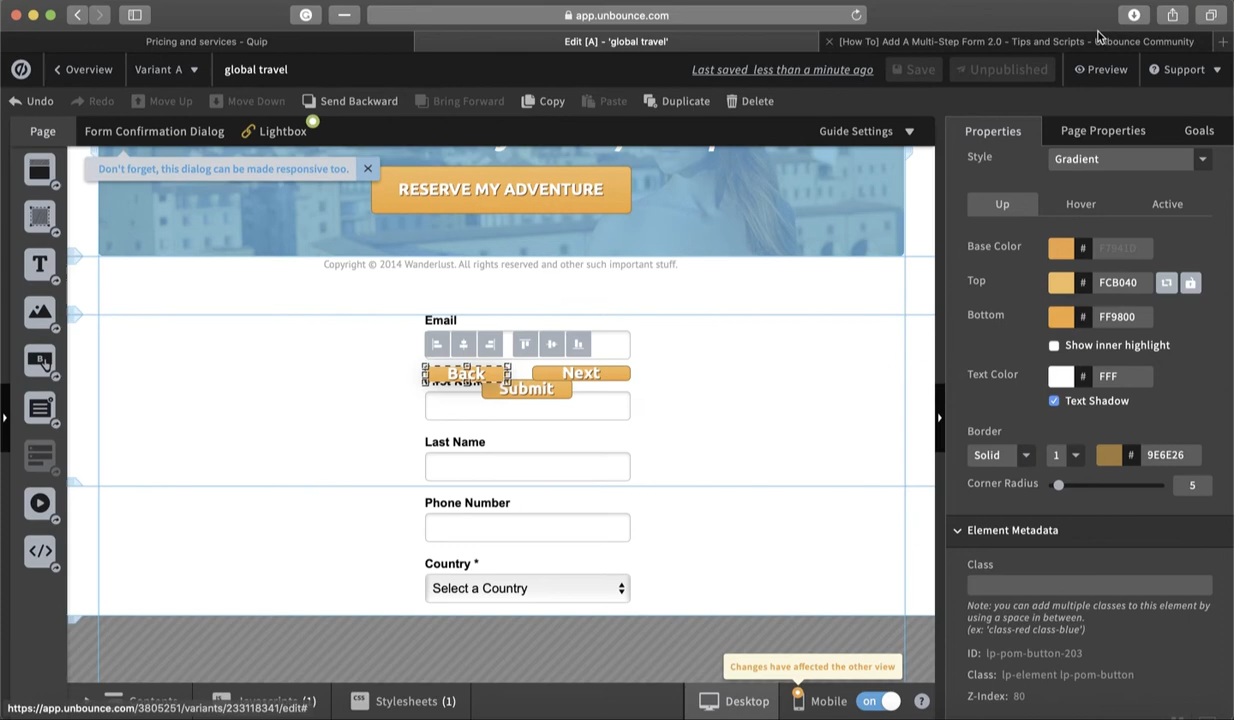 app.unbounce.com
Pricing and services - Quip
Edit [A] - 'global travel'
[How To] Add A Multi-Step Form 2.0 - Tips and Scripts - Unbounce Community
Overview
Variant A
global travel
Last saved less than a minute ago
Save
Unpublished
Preview
Support
Undo
Redo
Move Up
Move Down
Send Backward
Bring Forward
Copy
Paste
Duplicate
Delete
Page
Form Confirmation Dialog
Lightbox
Guide Settings
Properties
Page Properties
Goals
Don't forget, this dialog can be made responsive too.
Style
Gradient
RESERVE MY ADVENTURE
Up
Hover
Active
Base Color
# F7941D
Copyright © 2014 Wanderlust. All rights reserved and other such important stuff.
Top
# FCB040
Bottom
# FF9800
Email
Show inner highlight
Back
Next
Text Color
# FFF
First Name
Submit
Text Shadow
Border
Last Name
Solid
1
# 9E6E26
Corner Radius
5
Phone Number
Element Metadata
Country *
Class
Select a Country
Note: you can add multiple classes to this element by
using a space in between.
(ex: 'class-red class-blue')
ID: lp-pom-button-203
Changes have affected the other view
Class: lp-element lp-pom-button
Z-Index: 80
Contents
Javascripts (1)
CSS
Stylesheets (1)
Desktop
Mobile
on
?
https://app.unbounce.com/3805251/variants/233118341/edit#